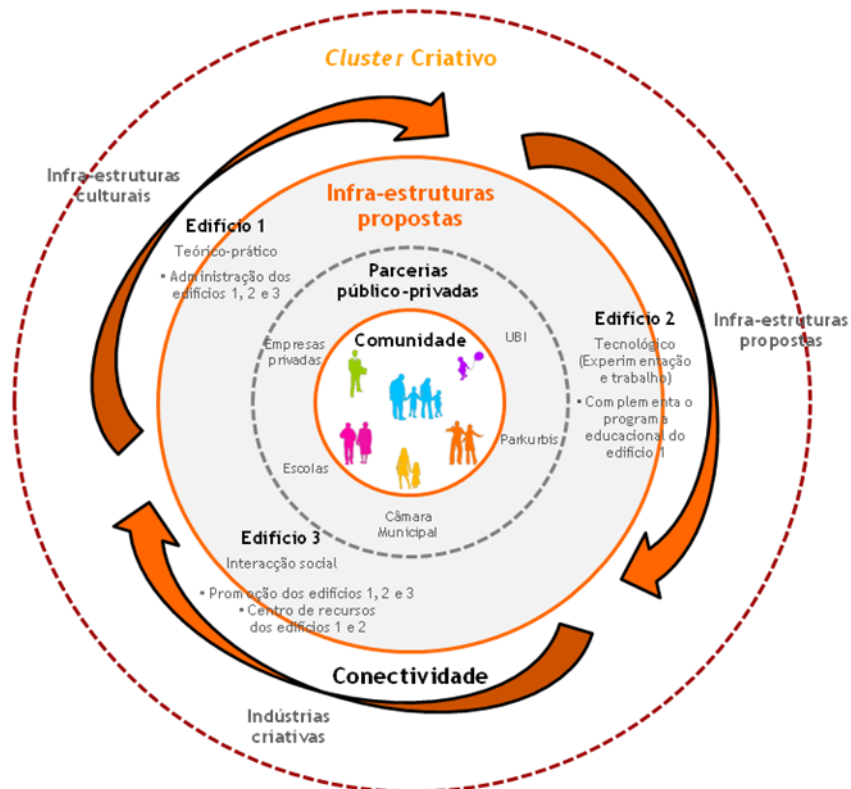 Cluster Criativo
Infra-estruturas
culturais
Infra-estruturas
propostas
Edifício 1
Teórico-prático
▪ Administração dos
edifícios 1, 2 e 3
Parcerias
público-privadas
Empresas
privadas
Comunidade
UBI
Edifício 2
Tecnológico
(Experimentação
e trabalho)
▪ Complementa o
programa
educacional do
edifício 1
Infra-estruturas
propostas
Parkurbis
Escolas
Câmara
Municipal
Edifício 3
Interacção social
▪ Promoção dos edifícios 1, 2 e 3
▪ Centro de recursos
dos edifícios 1 e 2
Conectividade
Indústrias
criativas